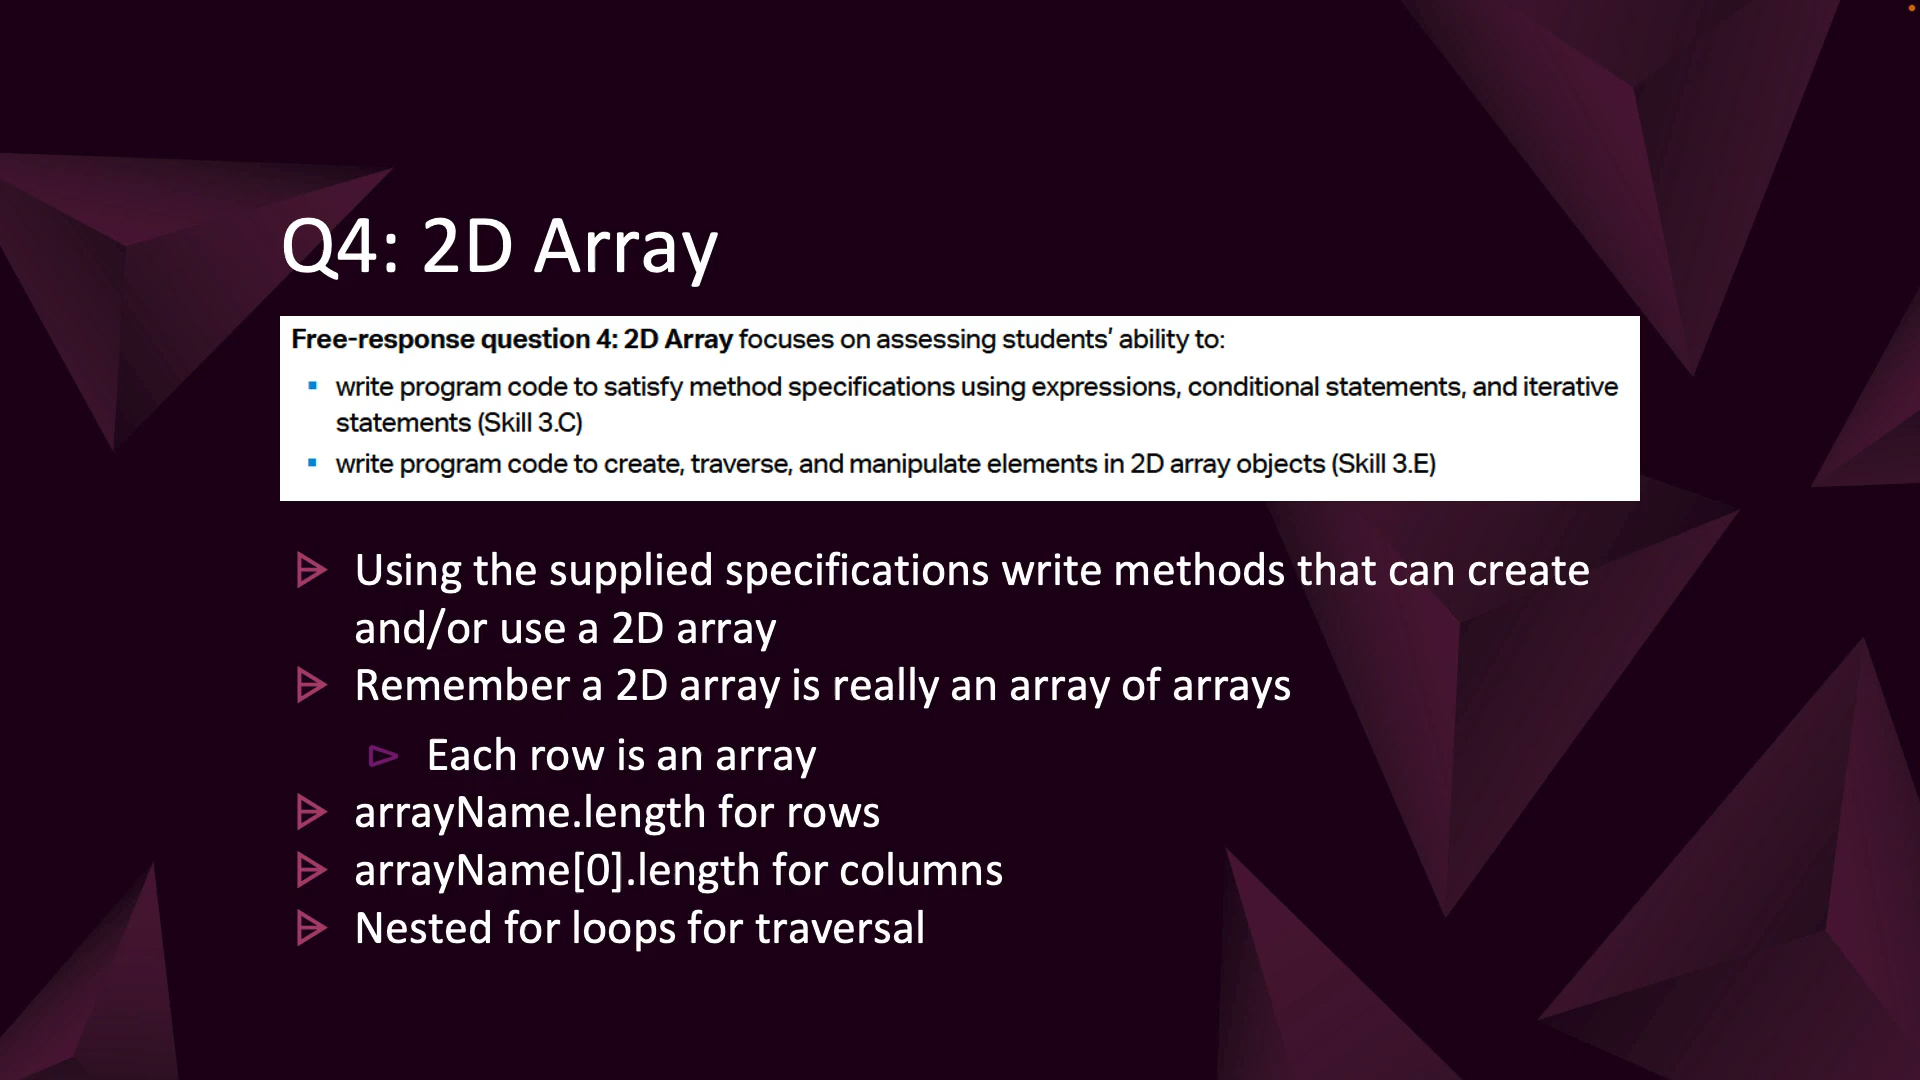 Q4: 2D Array
Free-response question 4: 2D Array focuses on assessing students' ability to:
write program code to satisfy method specifications using expressions, conditional statements, and iterative
statements (Skill 3.C)
write program code to create, traverse, and manipulate elements in 2D array objects (Skill 3.E)
Using the supplied specifications write methods that can create
and/or use a 2D array
Remember a 2D array is really an array of arrays
Each row is an array
arrayName.length for rows
arrayName[0].length for columns
Nested for loops for traversal